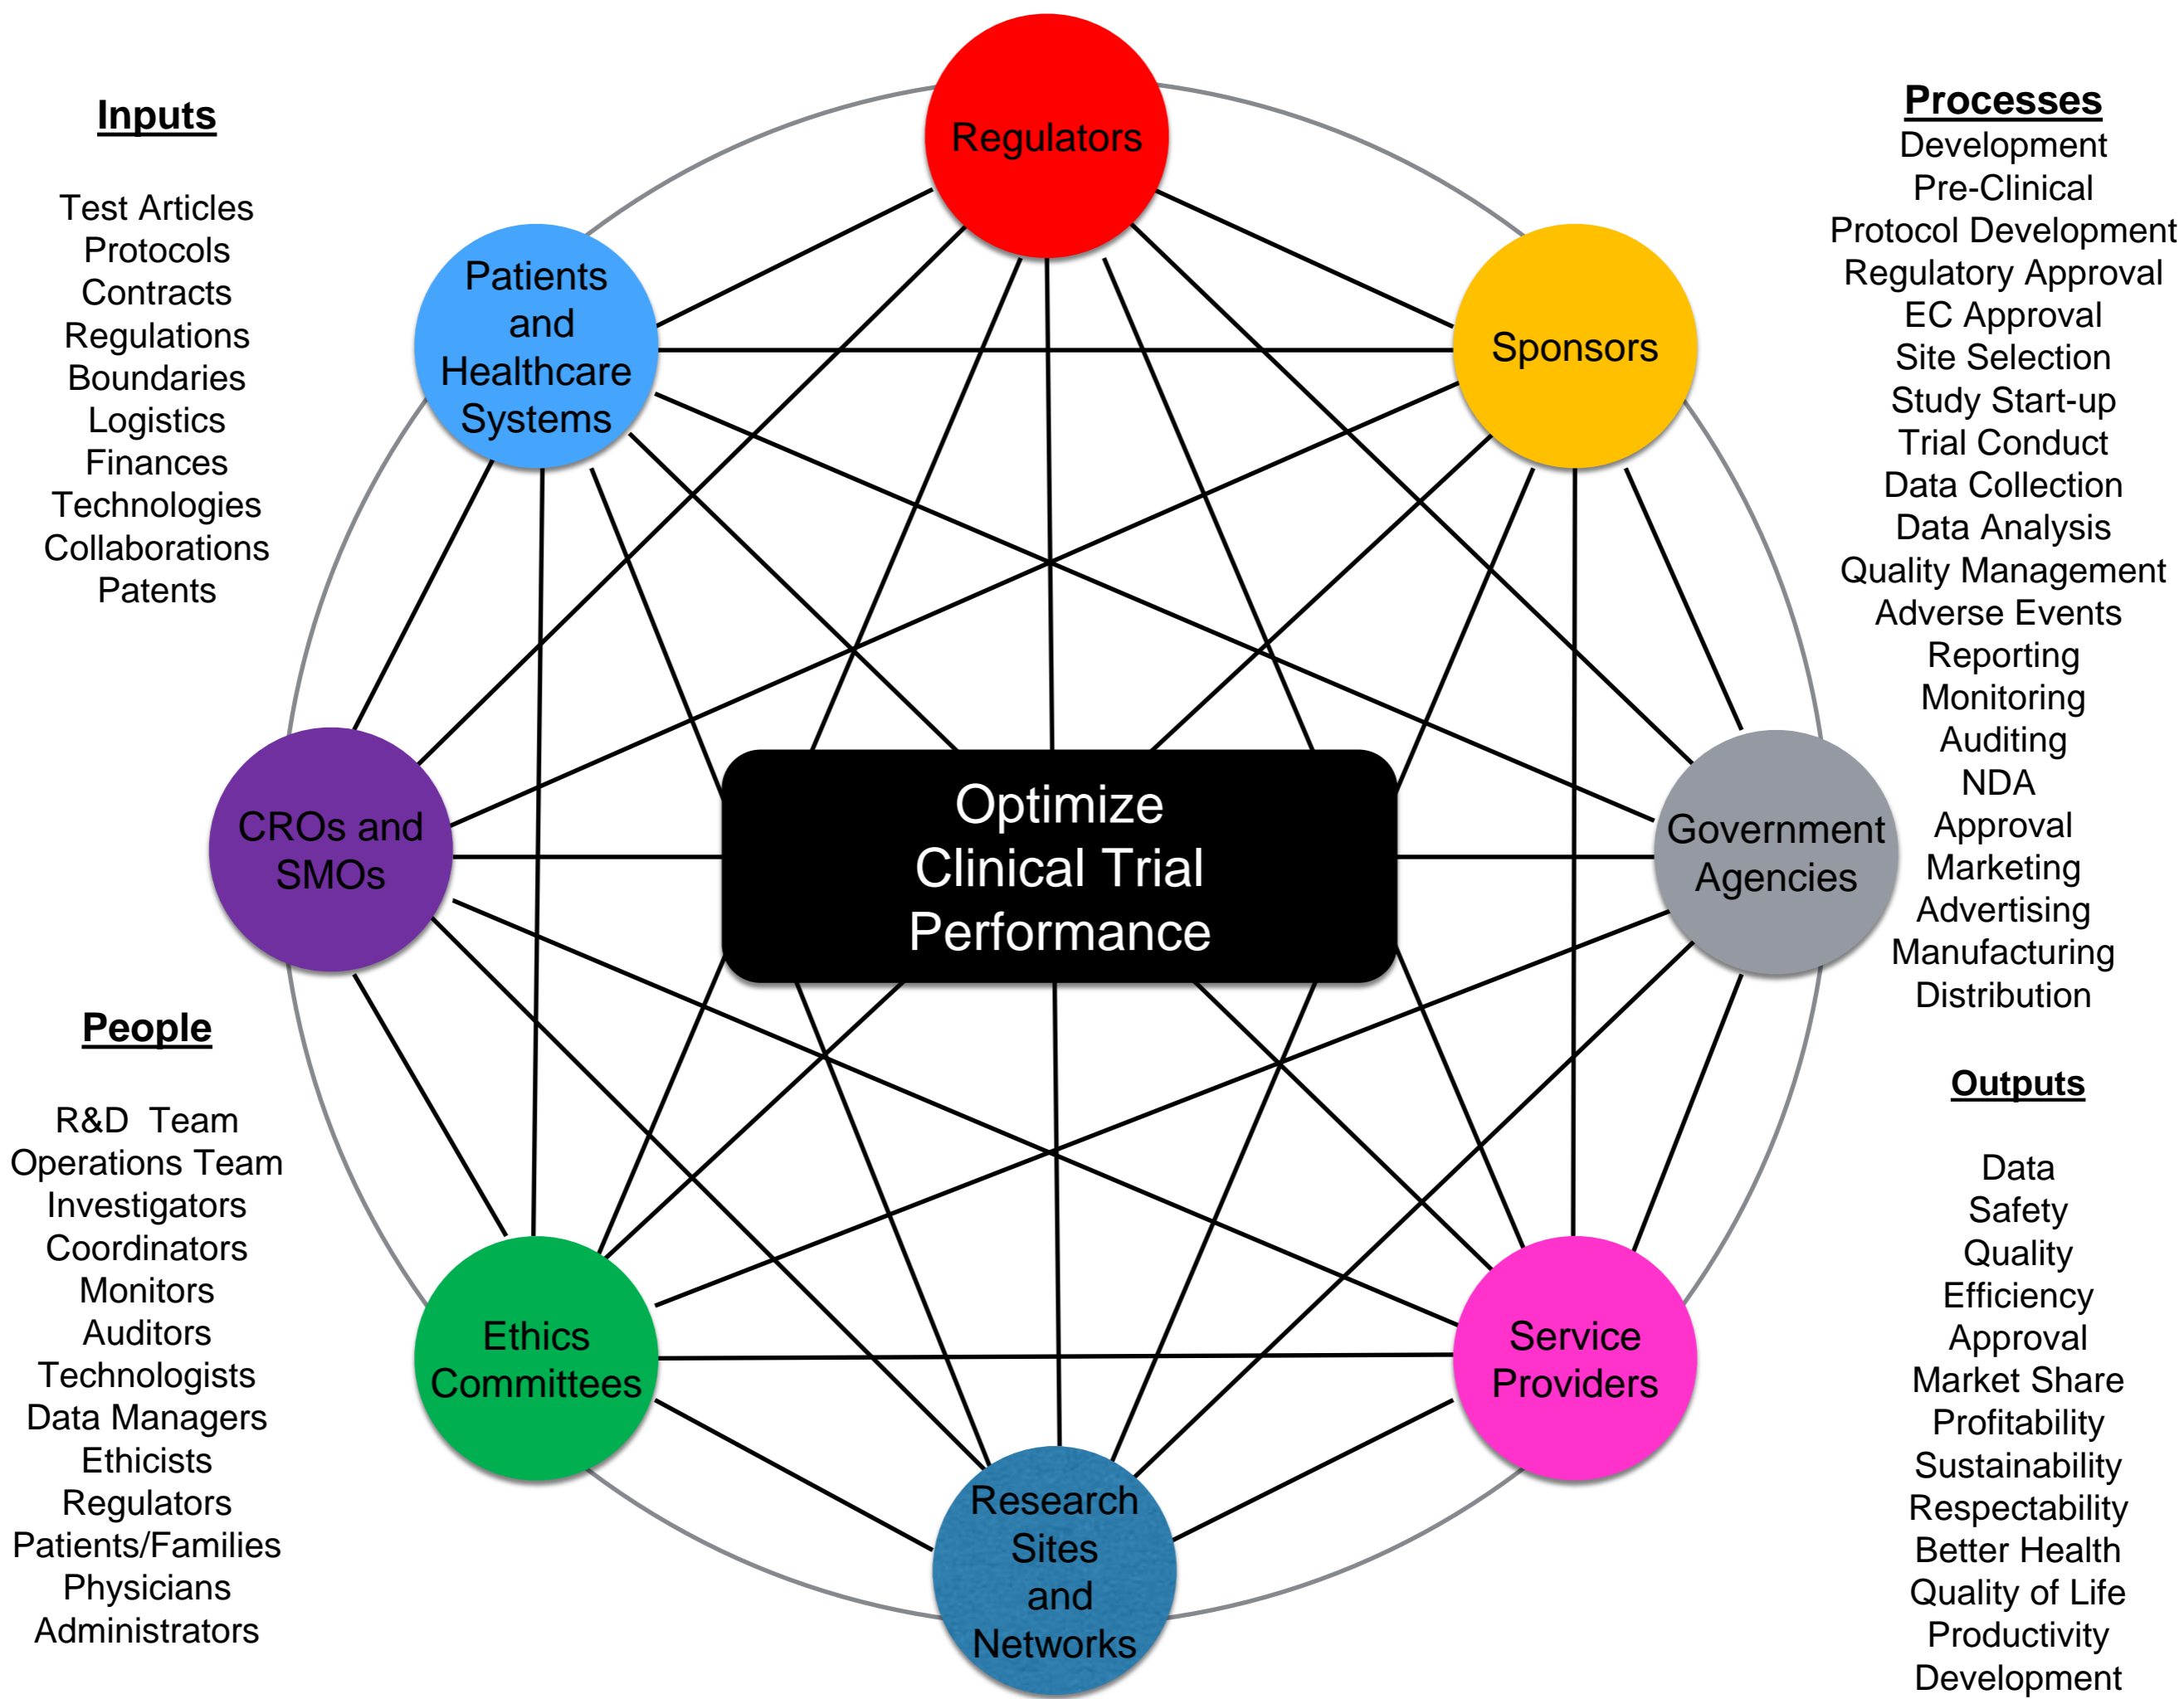 Inputs
Test Articles
Protocols
Contracts
Regulations
Boundaries
Logistics
Finances
Technologies
Collaborations
Patents
People
R&D  Team
Operations Team
Investigators
Coordinators
Monitors
Auditors
Technologists
Data Managers
Ethicists
Regulators
Patients/Families
Physicians
Administrators
Regulators
Patients
and
Healthcare
Systems
Sponsors
CROs and
SMOs
Optimize
Clinical Trial
Performance
Government
Agencies
Ethics
Committees
Service
Providers
Research
Sites
and
Networks
Processes
Development
Pre-Clinical
Protocol Development
Regulatory Approval
EC Approval
Site Selection
Study Start-up
Trial Conduct
Data Collection
Data Analysis
Quality Management
Adverse Events
Reporting
Monitoring
Auditing
NDA
Approval
Marketing
Advertising
Manufacturing
Distribution
Outputs
Data
Safety
Quality
Efficiency
Approval
Market Share
Profitability
Sustainability
Respectability
Better Health
Quality of Life
Productivity
Development